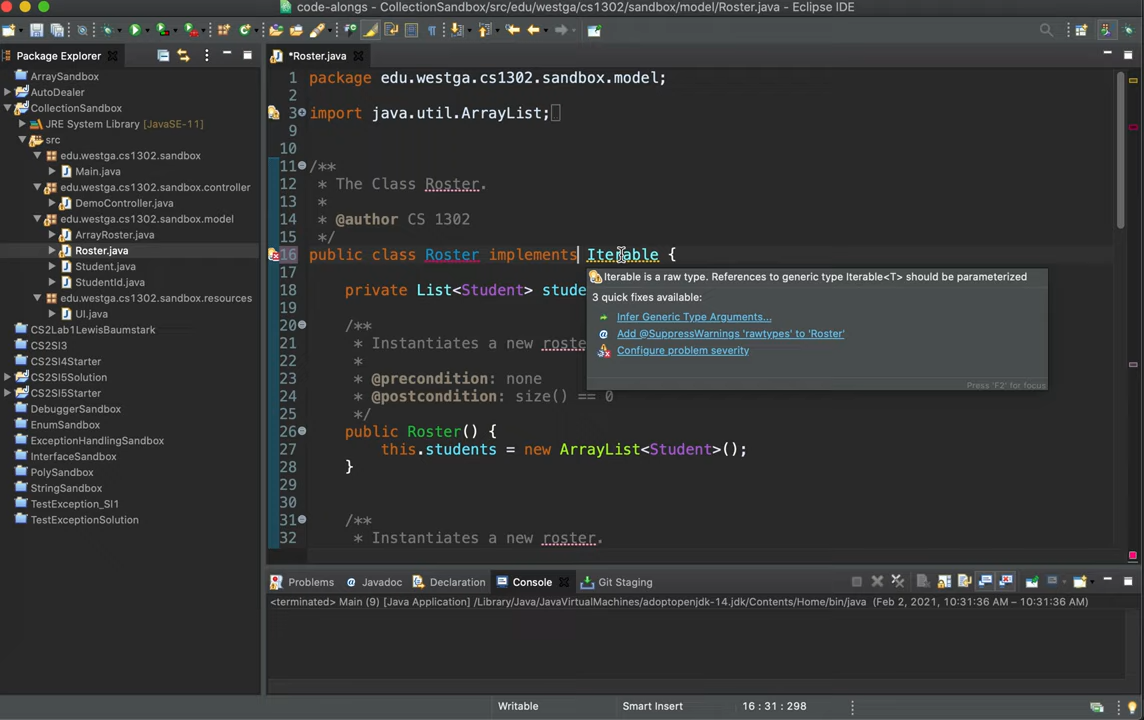 code-alongs - CollectionSandbox/src/edu/westga/cs1302/sandbox/model/Roster.java - Eclipse IDE
Package Explorer
ArraySandbox
AutoDealer
CollectionSandbox
JRE System Library [JavaSE-11]
src
edu.westga.cs1302.sandbox
Main.java
edu.westga.cs1302.sandbox.controller
DemoController.java
edu.westga.cs1302.sandbox.model
ArrayRoster.java
Roster.java
Student.java
StudentId.java
edu.westga.cs1302.sandbox.resources
UI.java
CS2Lab1LewisBaumstark
CS2SI3
CS2SI4Starter
CS2SI5Solution
CS2SI5Starter
DebuggerSandbox
EnumSandbox
ExceptionHandlingSandbox
InterfaceSandbox
PolySandbox
StringSandbox
TestException_SI1
TestExceptionSolution
*Roster.java
1 package edu.westga.cs1302.sandbox.model;
2
3 import java.util.ArrayList;
9
10
11 /**
12 * The Class Roster.
13 *
14 * @author CS 1302
15 */
16 public class Roster implements Iterable {
17
18 private List<Student> stude
19
20 /**
21 * Instantiates a new roste
22 *
23 * @precondition: none
24 * @postcondition: size() == 0
25 */
26 public Roster() {
27 this.students = new ArrayList<Student>();
28 }
29
30
31 /**
32 * Instantiates a new roster.
Iterable is a raw type. References to generic type Iterable<T> should be parameterized
3 quick fixes available:
Infer Generic Type Arguments...
Add @SuppressWarnings 'rawtypes' to 'Roster'
Configure problem severity
Press 'F2' for focus
Problems
Javadoc
Declaration
Console
Git Staging
<terminated> Main (9) [Java Application] /Library/Java/JavaVirtualMachines/adoptopenjdk-14.jdk/Contents/Home/bin/java (Feb 2, 2021, 10:31:36 AM – 10:31:36 AM)
Writable
Smart Insert
16 : 31 : 298